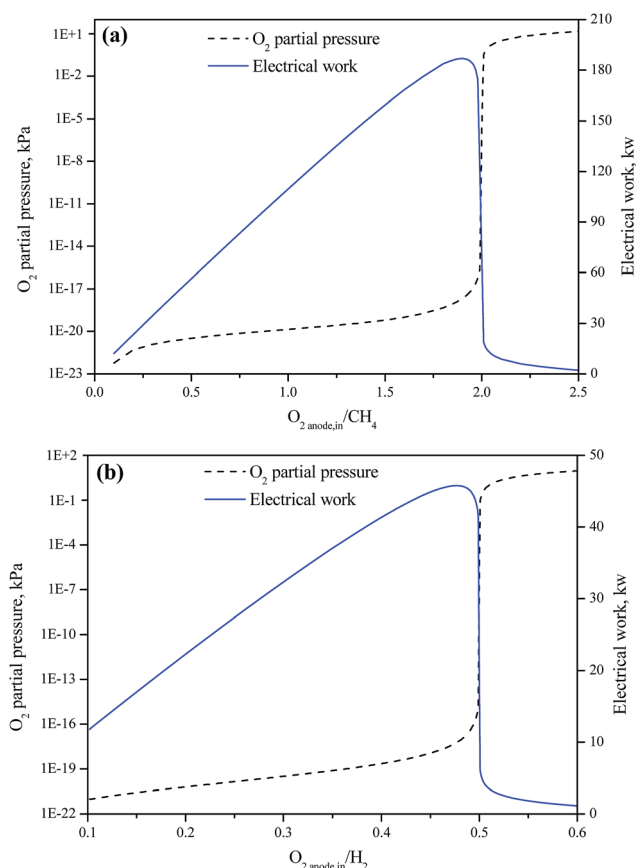 (a)
O2 partial pressure
Electrical work
1E+1
1E-2
1E-5
1E-8
1E-11
1E-14
1E-17
1E-20
1E-23
O2 partial pressure, kPa
210
180
150
120
90
60
30
0
Electrical work, kw
0.0 0.5 1.0 1.5 2.0 2.5
O2 anode,in/CH4
(b)
O2 partial pressure
Electrical work
1E+2
1E-1
1E-4
1E-7
1E-10
1E-13
1E-16
1E-19
1E-22
O2 partial pressure, kPa
50
40
30
20
10
0
Electrical work, kw
0.1 0.2 0.3 0.4 0.5 0.6
O2 anode,in/H2